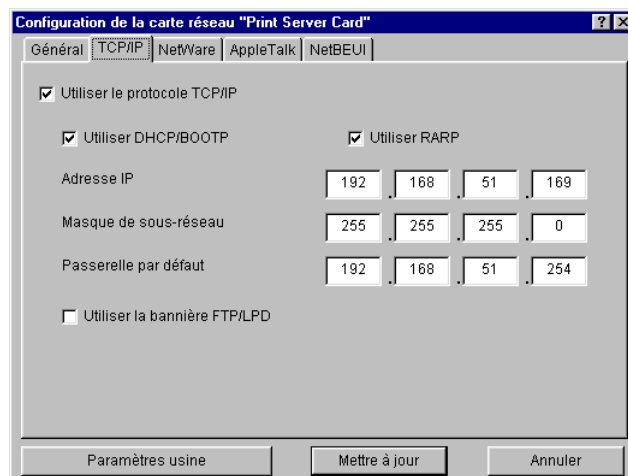 Configuration de la carte réseau "Print Server Card"
Général TCP/IP NetWare AppleTalk NetBEUI
Utiliser le protocole TCP/IP
Utiliser DHCP/BOOTP Utiliser RARP
Adresse IP 192 . 168 . 51 . 169
Masque de sous-réseau 255 . 255 . 255 . 0
Passerelle par défaut 192 . 168 . 51 . 254
Utiliser la bannière FTP/LPD
Paramètres usine Mettre à jour Annuler